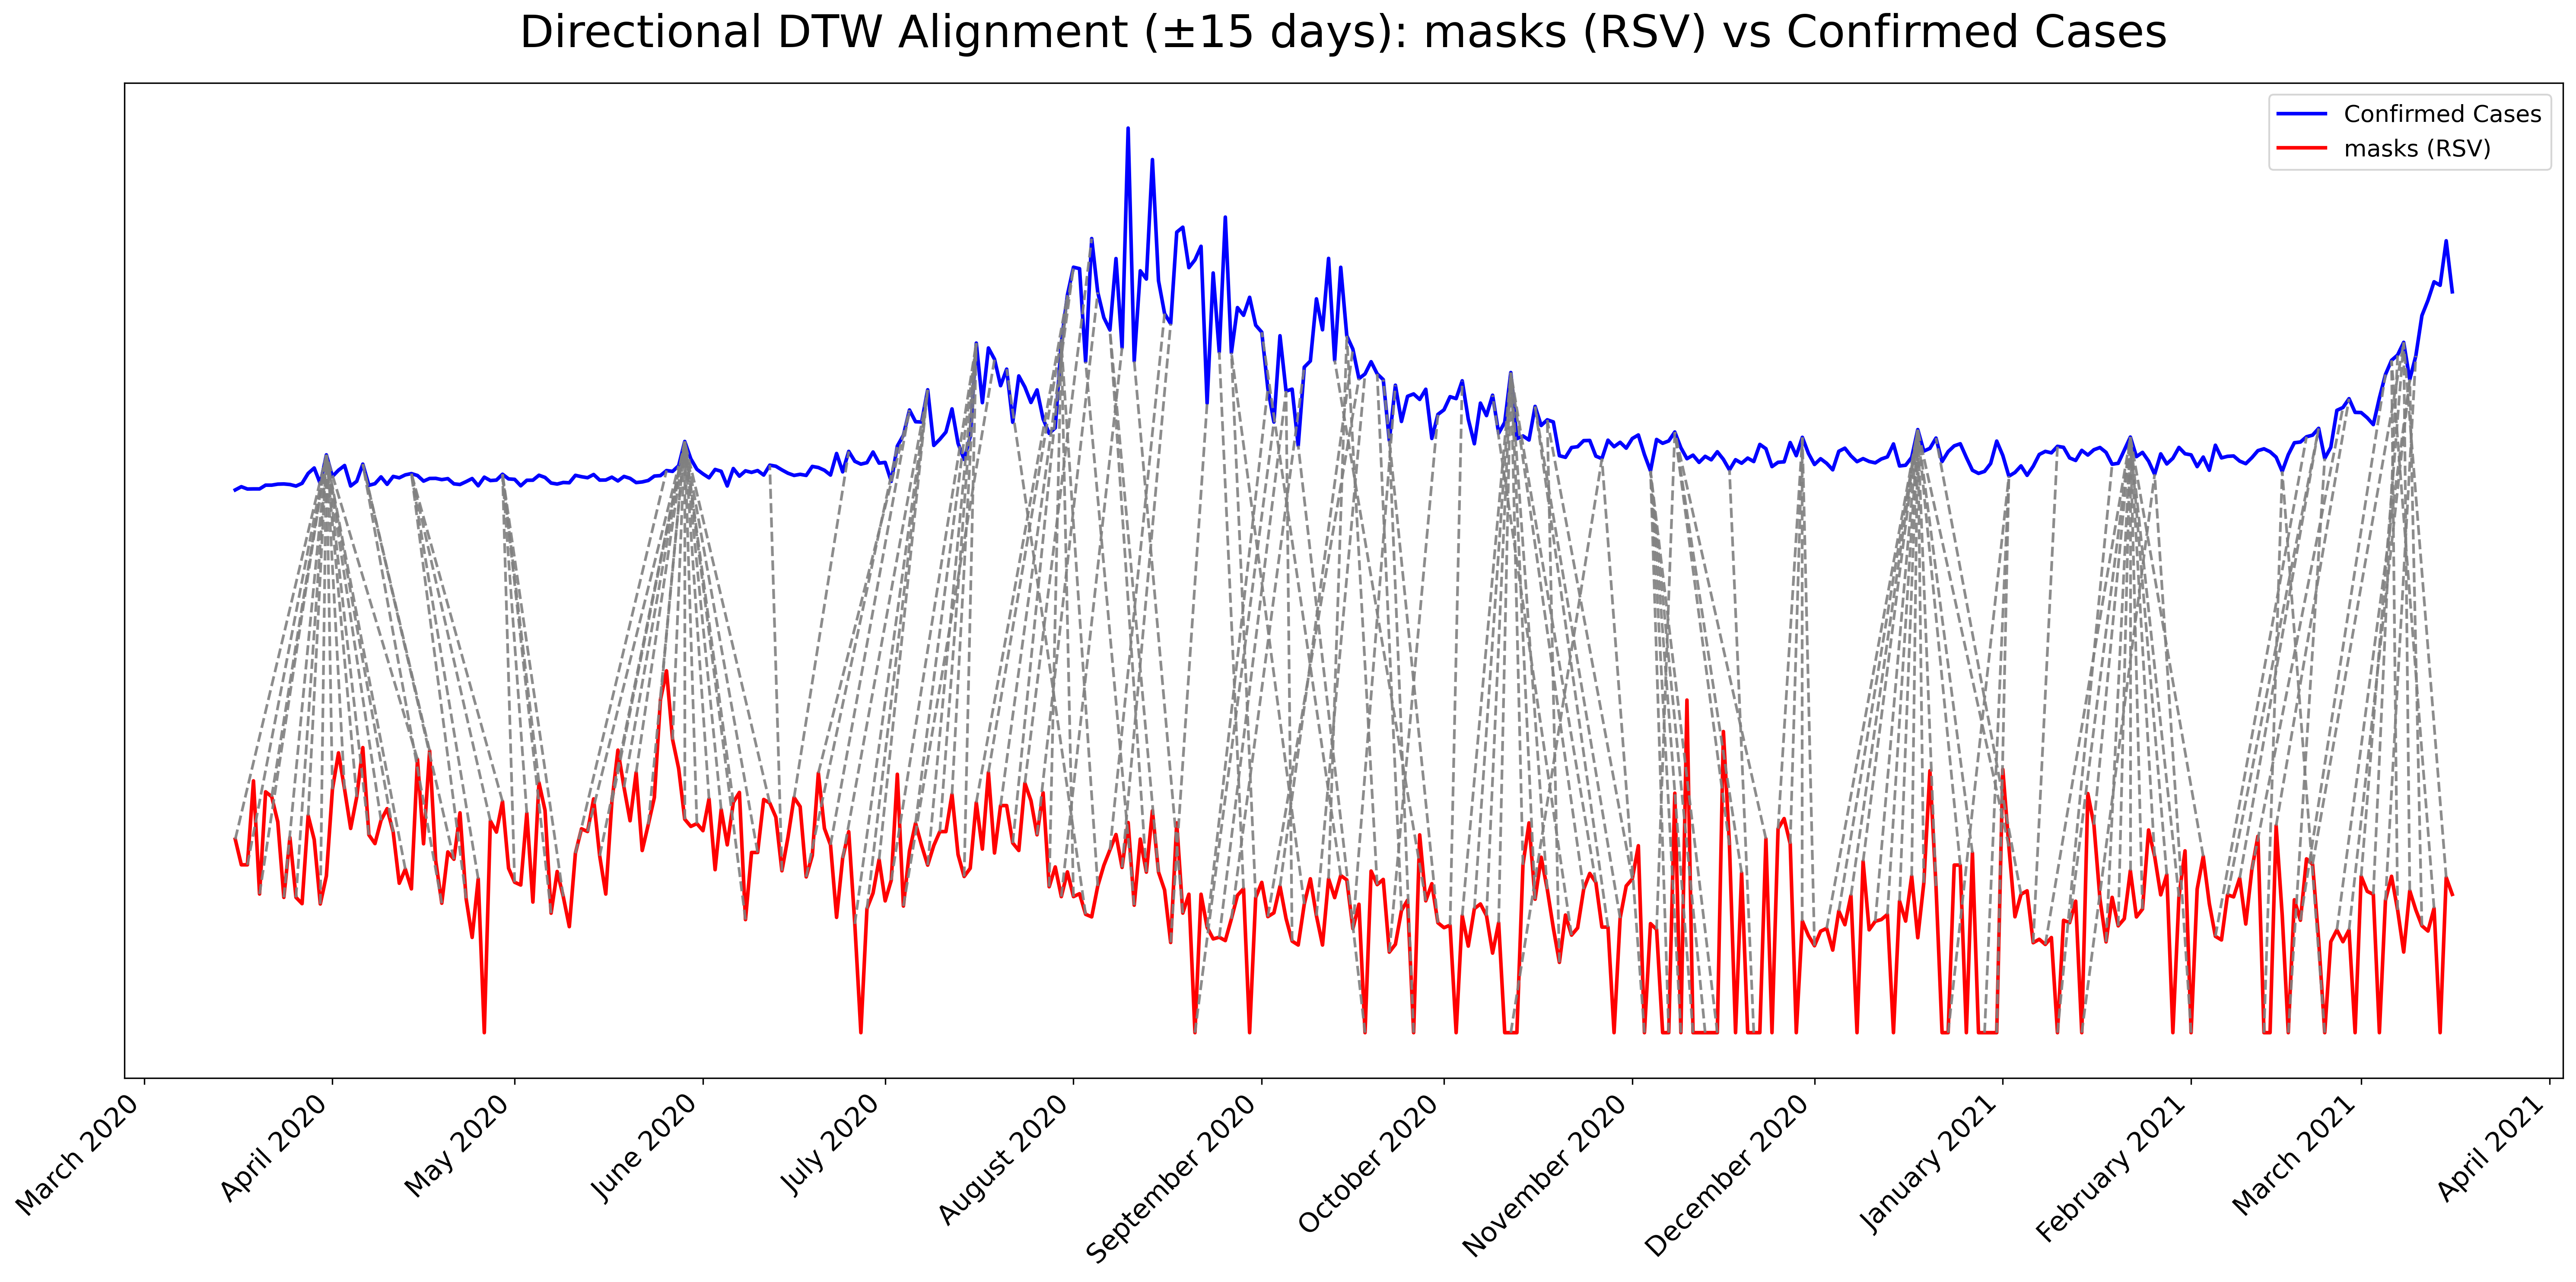 Directional DTW Alignment (±15 days): masks (RSV) vs Confirmed Cases
Confirmed Cases
masks (RSV)
March 2020
April 2020
May 2020
June 2020
July 2020
August 2020
September 2020
October 2020
November 2020
December 2020
January 2021
February 2021
March 2021
April 2021